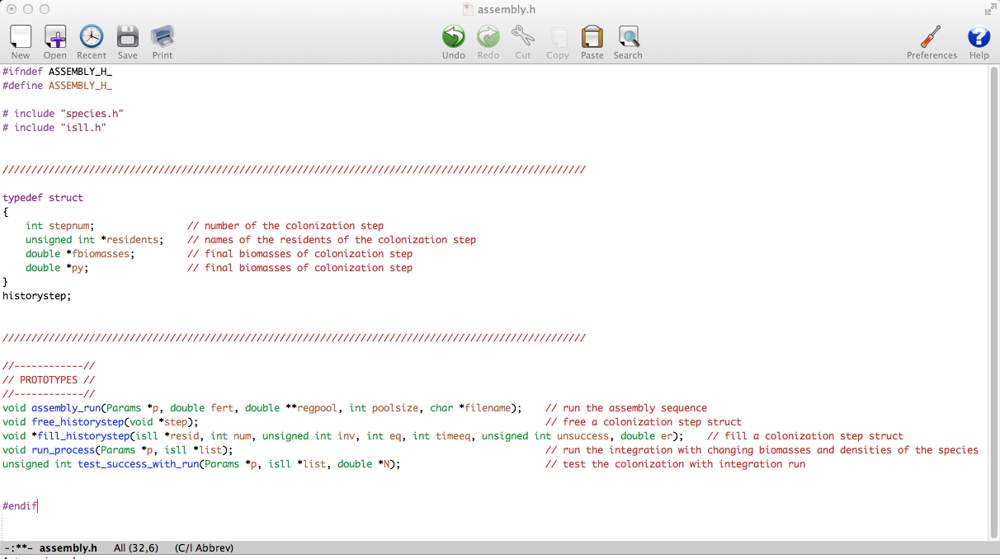 assembly.h
New Open Recent Save Print Undo Redo Cut Copy Paste Search Preferences Help
#ifndef ASSEMBLY_H_
#define ASSEMBLY_H_
# include "species.h"
# include "isll.h"
/////////////////////////////////////////////////////////////////////////////////////////////////////
typedef struct
{
    int stepnum;                // number of the colonization step
    unsigned int *residents;    // names of the residents of the colonization step
    double *fbiomasses;         // final biomasses of colonization step
    double *py;                 // final biomasses of colonization step
}
historystep;
/////////////////////////////////////////////////////////////////////////////////////////////////////
//------------//
// PROTOTYPES //
//------------//
void assembly_run(Params *p, double fert, double **regpool, int poolsize, char *filename);    // run the assembly sequence
void free_historystep(void *step);                                                            // free a colonization step struct
void *fill_historystep(isll *resid, int num, unsigned int inv, int eq, int timeeq, unsigned int unsuccess, double er);    // fill a colonization step struct
void run_process(Params *p, isll *list);                                                      // run the integration with changing biomasses and densities of the species
unsigned int test_success_with_run(Params *p, isll *list, double *N);                         // test the colonization with integration run
#endif
-:**- assembly.h All (32,6) (C/l Abbrev)